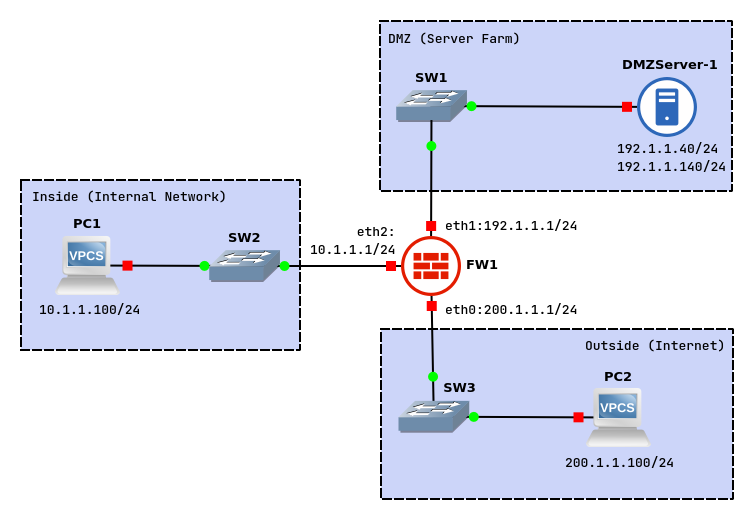 DMZ (Server Farm)
SW1
DMZServer-1
192.1.1.40/24
192.1.1.140/24
Inside (Internal Network)
PC1
VPCS
10.1.1.100/24
SW2
eth2:
10.1.1.1/24
eth1:192.1.1.1/24
FW1
eth0:200.1.1.1/24
Outside (Internet)
SW3
PC2
VPCS
200.1.1.100/24